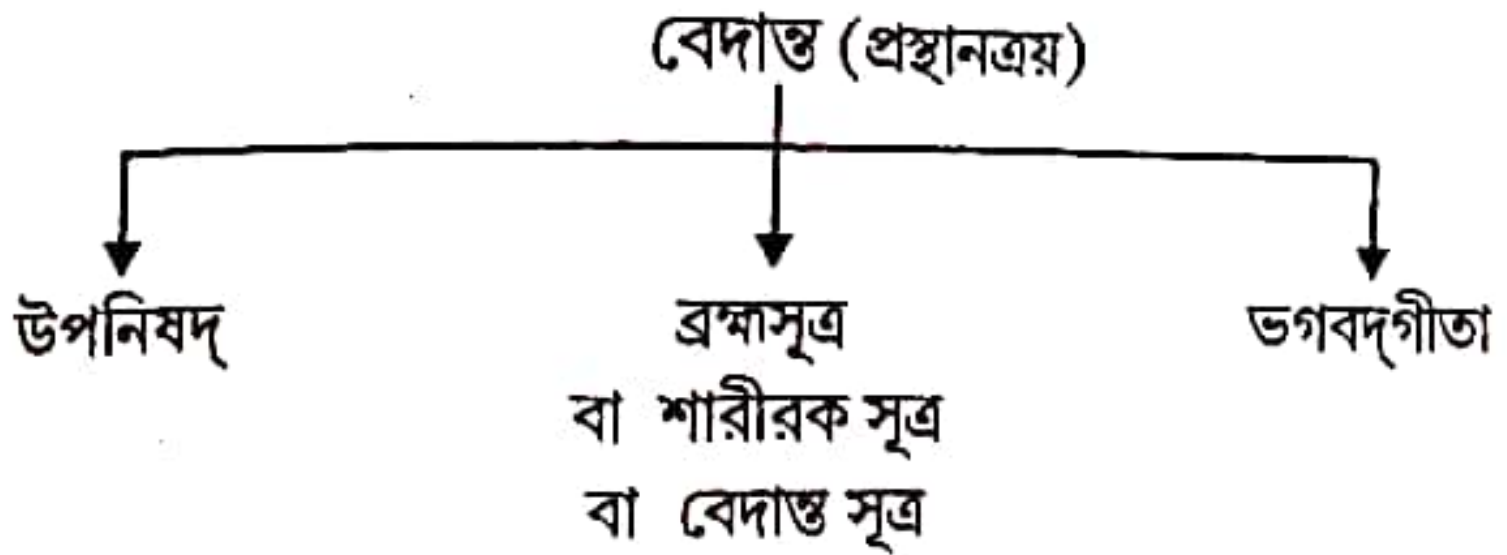 বেদান্ত (প্রস্থানত্রয়)
উপনিষদ্ ব্রহ্মসূত্র ভগবদ্‌গীতা
বা শারীরক সূত্র
বা বেদান্ত সূত্র